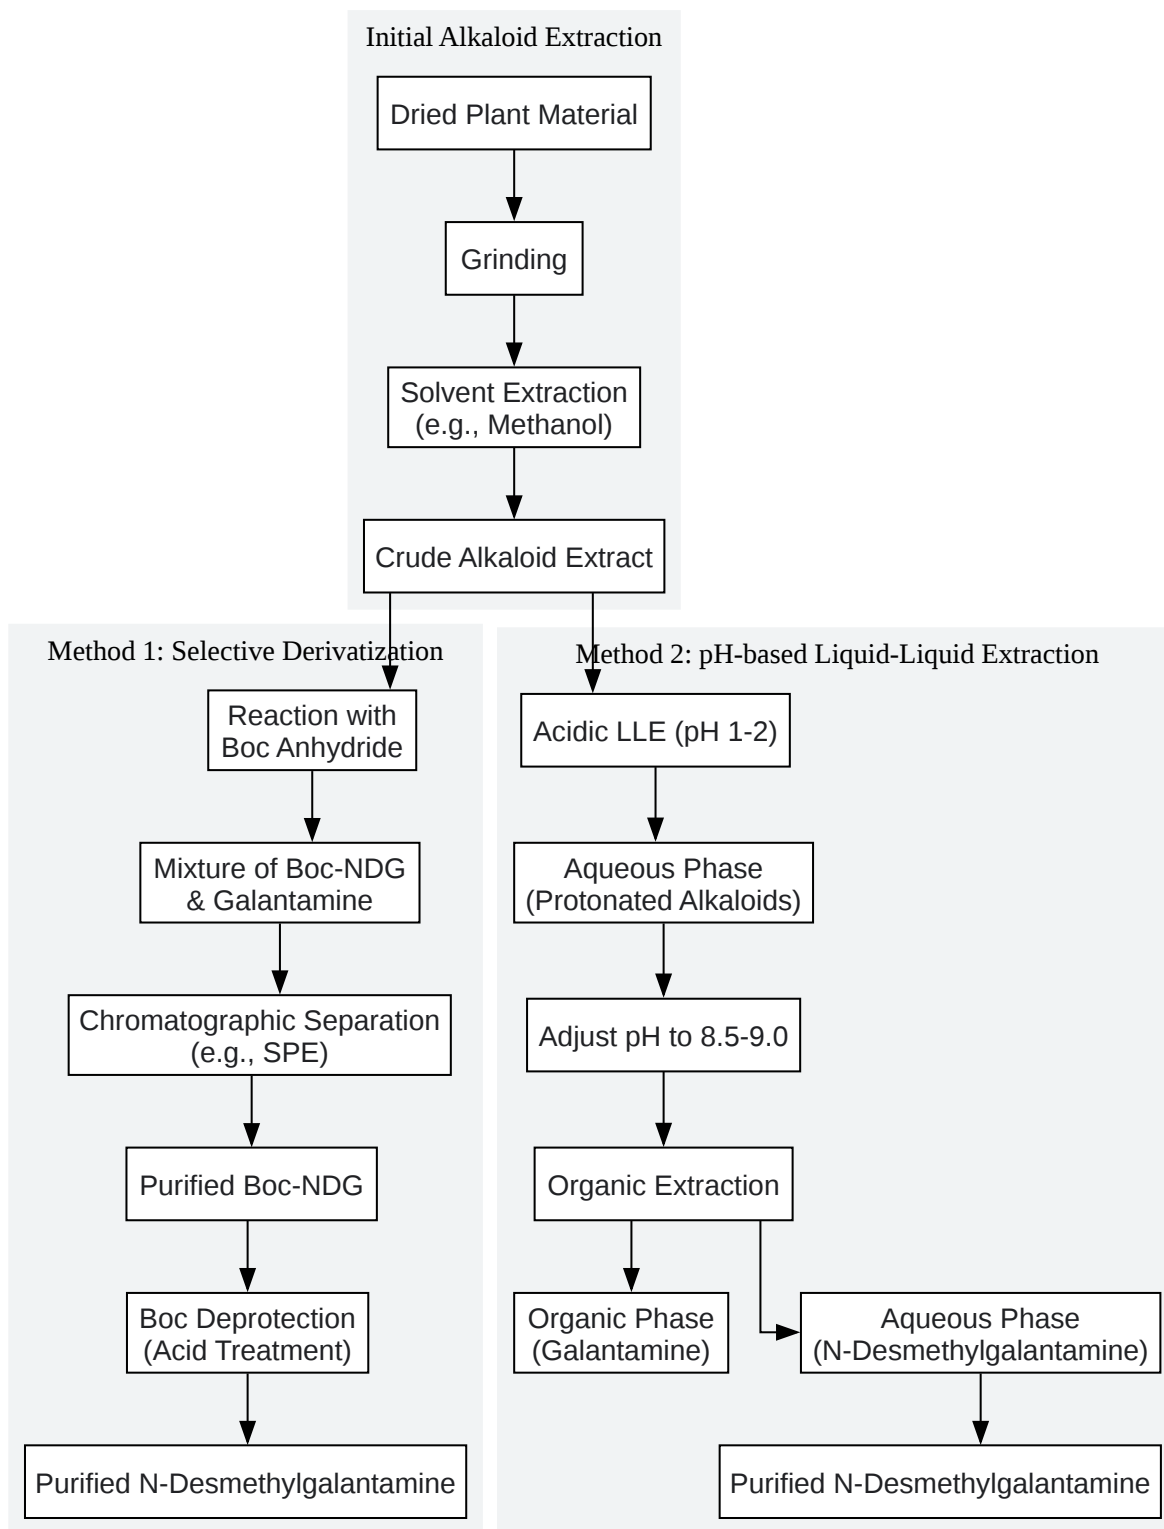 Initial Alkaloid Extraction
Dried Plant Material
Grinding
Solvent Extraction
(e.g., Methanol)
Crude Alkaloid Extract
Method 1: Selective Derivatization
Reaction with
Boc Anhydride
Mixture of Boc-NDG
& Galantamine
Chromatographic Separation
(e.g., SPE)
Purified Boc-NDG
Boc Deprotection
(Acid Treatment)
Purified N-Desmethylgalantamine
Method 2: pH-based Liquid-Liquid Extraction
Acidic LLE (pH 1-2)
Aqueous Phase
(Protonated Alkaloids)
Adjust pH to 8.5-9.0
Organic Extraction
Organic Phase
(Galantamine)
Aqueous Phase
(N-Desmethylgalantamine)
Purified N-Desmethylgalantamine